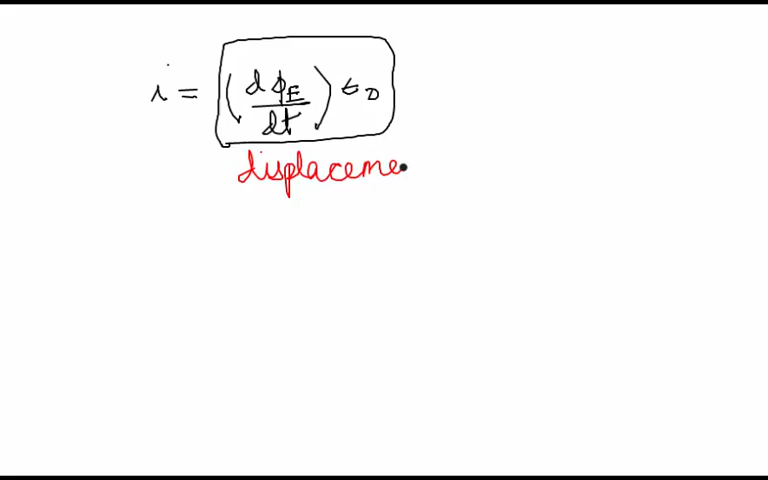 i = (dϕE/dt) ϵ0
displaceme